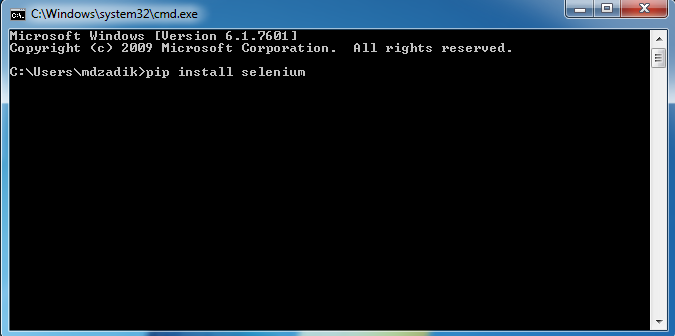 C:\Windows\system32\cmd.exe
Microsoft Windows [Version 6.1.7601]
Copyright (c) 2009 Microsoft Corporation.  All rights reserved.
C:\Users\mdzadik>pip install selenium